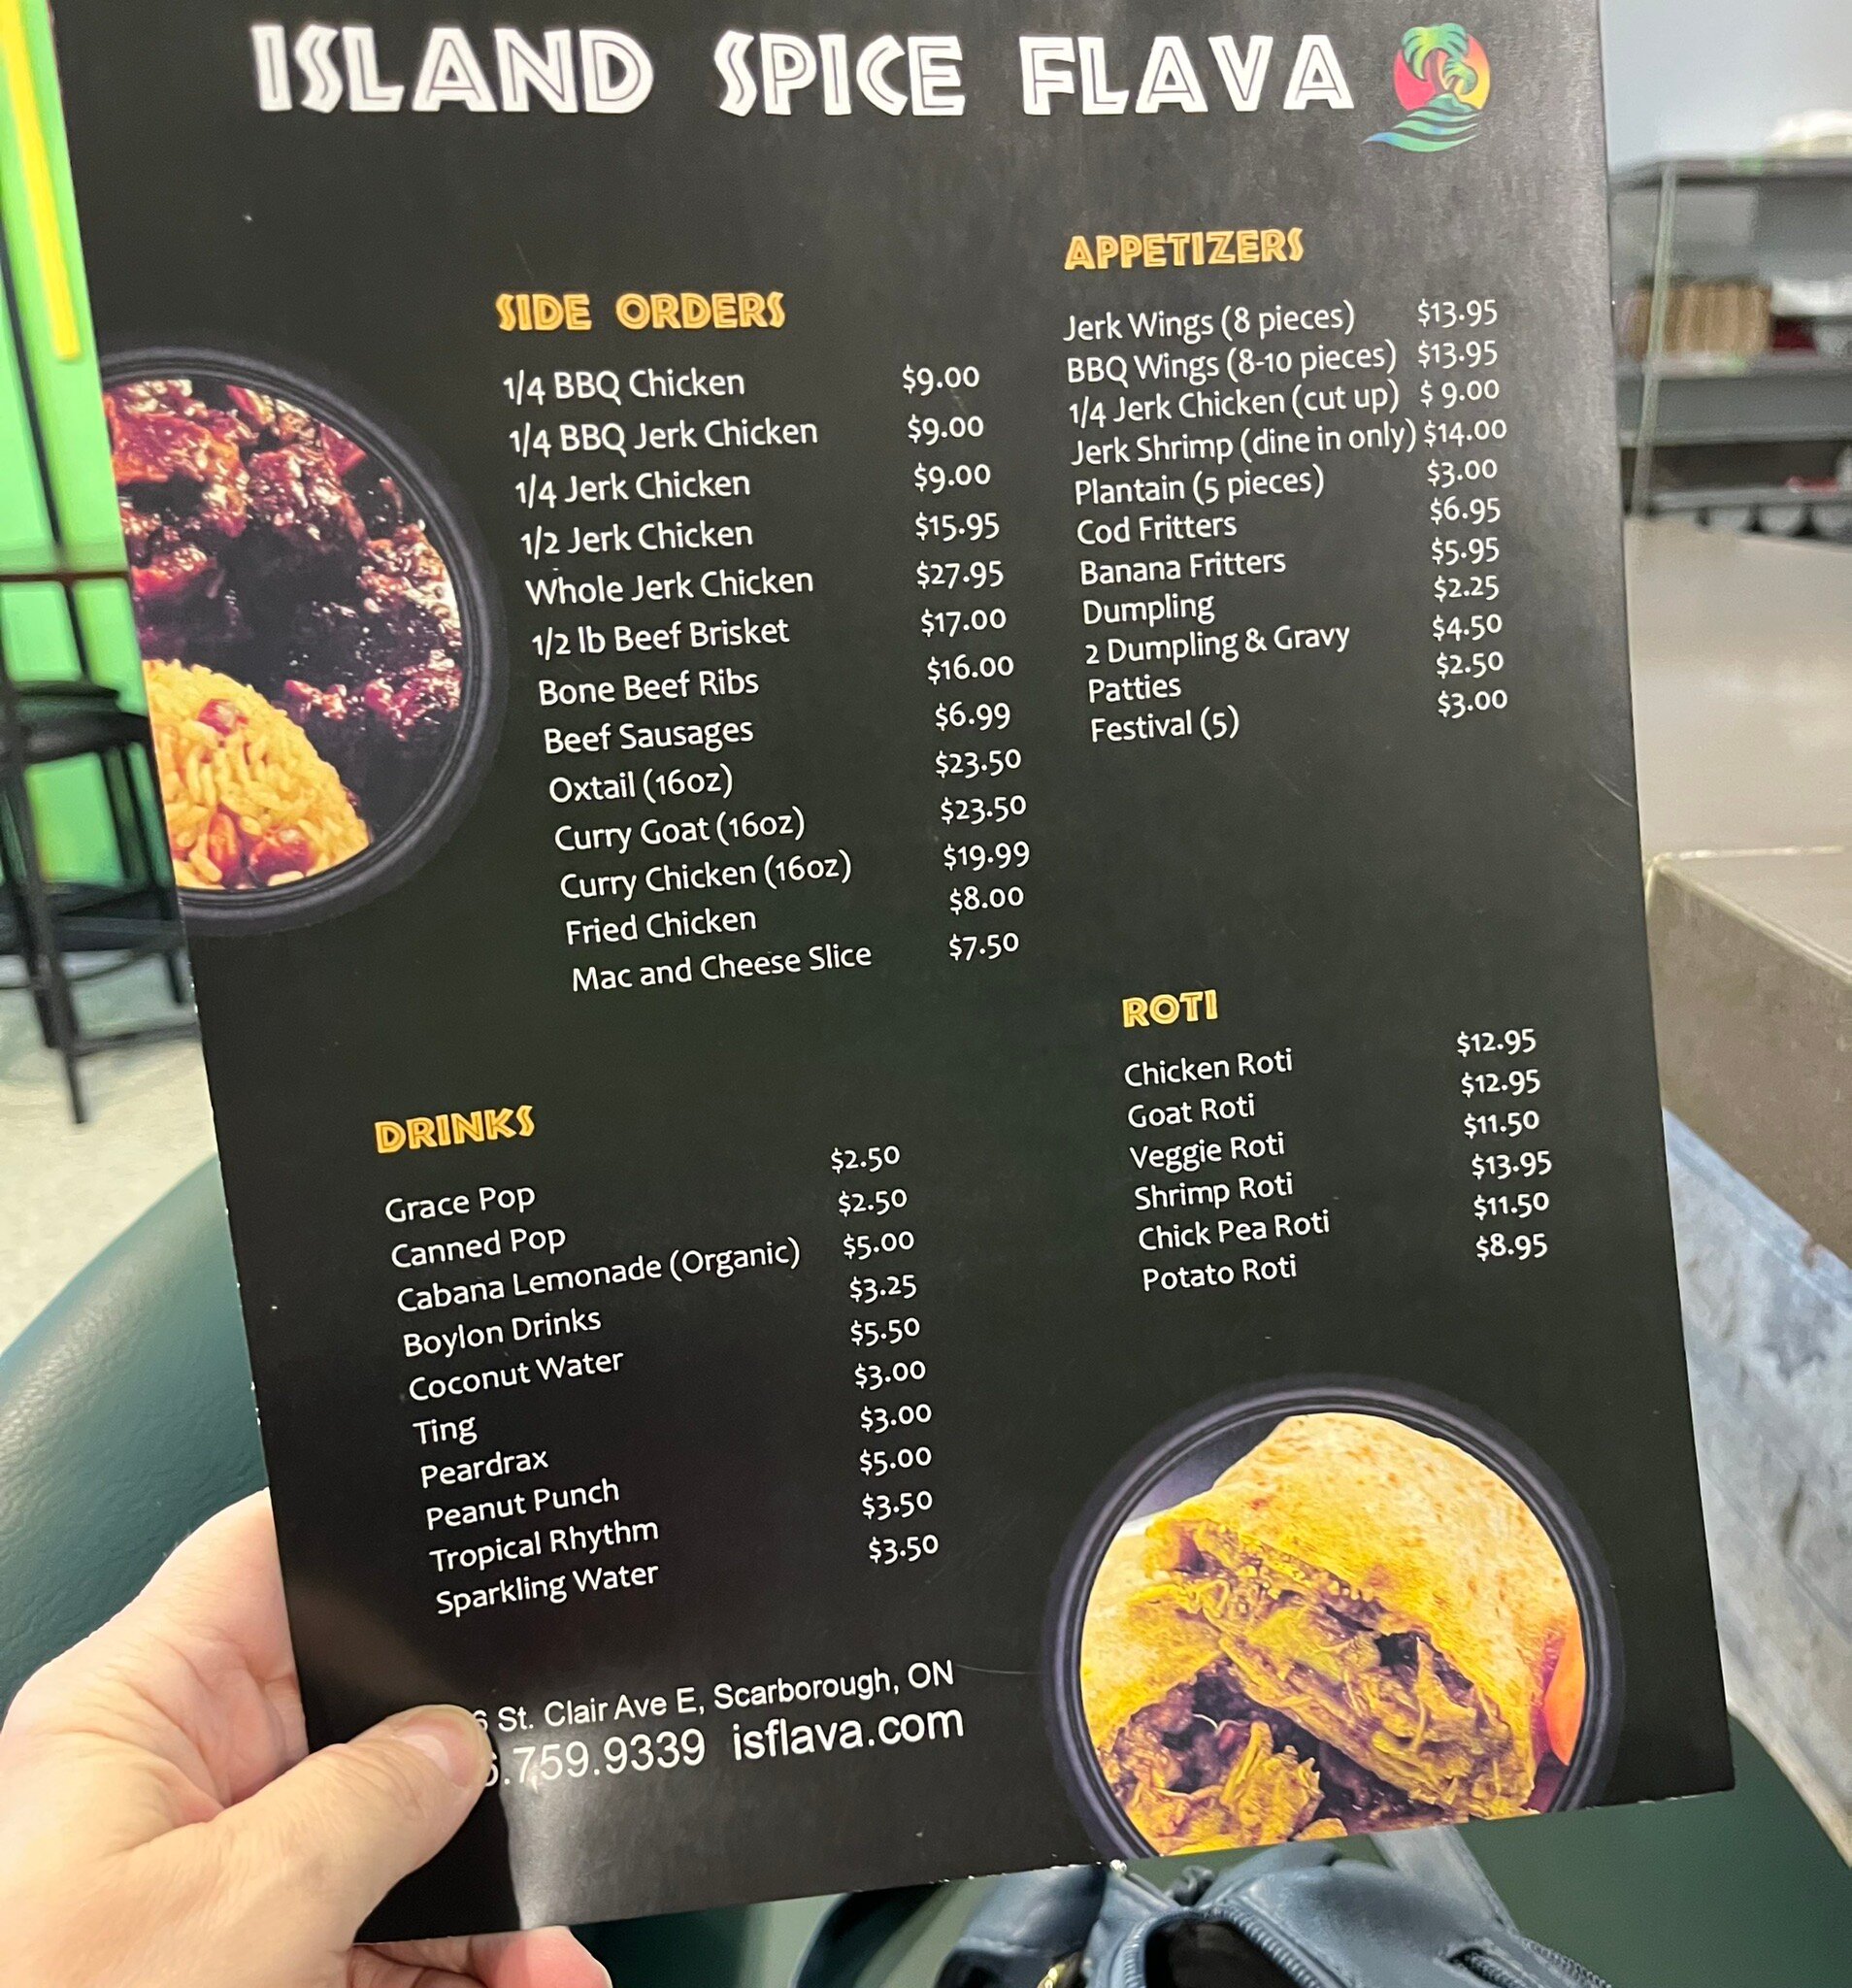 ISLAND SPICE FLAVA
SIDE ORDERS
1/4 BBQ Chicken $9.00
1/4 BBQ Jerk Chicken $9.00
1/4 Jerk Chicken $9.00
1/2 Jerk Chicken $15.95
Whole Jerk Chicken $27.95
1/2 lb Beef Brisket $17.00
Bone Beef Ribs $16.00
Beef Sausages $6.99
Oxtail (16oz) $23.50
Curry Goat (16oz) $23.50
Curry Chicken (16oz) $19.99
Fried Chicken $8.00
Mac and Cheese Slice $7.50
APPETIZERS
Jerk Wings (8 pieces) $13.95
BBQ Wings (8-10 pieces) $13.95
1/4 Jerk Chicken (cut up) $ 9.00
Jerk Shrimp (dine in only) $14.00
Plantain (5 pieces) $3.00
Cod Fritters $6.95
Banana Fritters $5.95
Dumpling $2.25
2 Dumpling & Gravy $4.50
Patties $2.50
Festival (5) $3.00
DRINKS
Grace Pop $2.50
Canned Pop $2.50
Cabana Lemonade (Organic) $5.00
Boylon Drinks $3.25
Coconut Water $5.50
Ting $3.00
Peardrax $3.00
Peanut Punch $5.00
Tropical Rhythm $3.50
Sparkling Water $3.50
ROTI
Chicken Roti $12.95
Goat Roti $12.95
Veggie Roti $11.50
Shrimp Roti $13.95
Chick Pea Roti $11.50
Potato Roti $8.95
6 St. Clair Ave E, Scarborough, ON
.759.9339 isflava.com